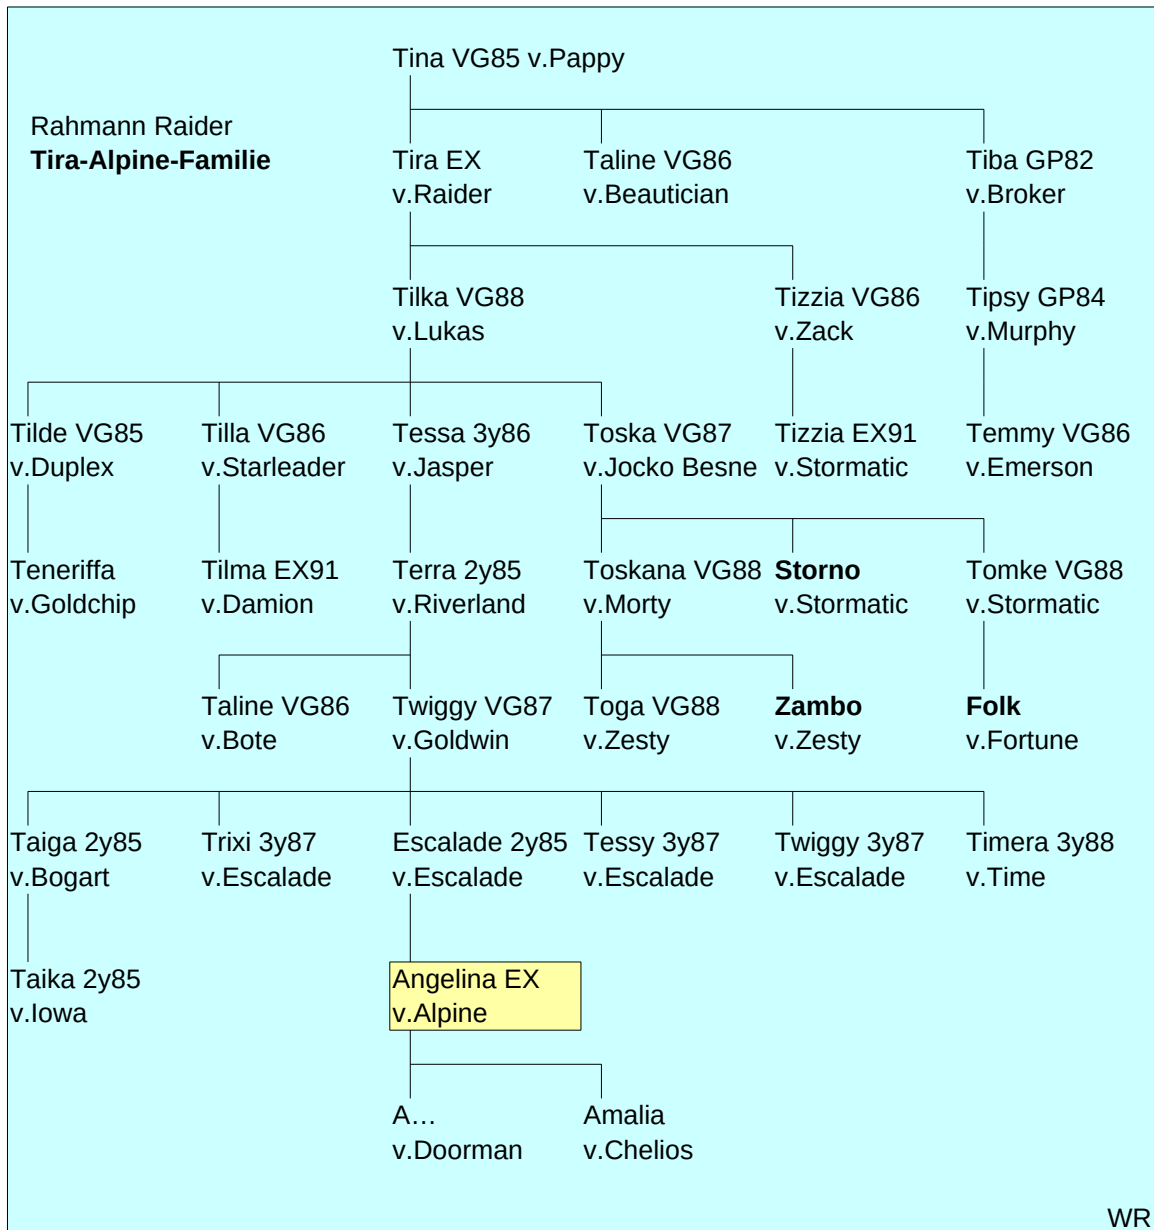 Tina VG85 v.Pappy
Rahmann Raider
Tira-Alpine-Familie
Tira EX
v.Raider
Taline VG86
v.Beautician
Tiba GP82
v.Broker
Tilka VG88
v.Lukas
Tizzia VG86
v.Zack
Tipsy GP84
v.Murphy
Tilde VG85
v.Duplex
Tilla VG86
v.Starleader
Tessa 3y86
v.Jasper
Toska VG87
v.Jocko Besne
Tizzia EX91
v.Stormatic
Temmy VG86
v.Emerson
Teneriffa
v.Goldchip
Tilma EX91
v.Damion
Terra 2y85
v.Riverland
Toskana VG88
v.Morty
Storno
v.Stormatic
Tomke VG88
v.Stormatic
Taline VG86
v.Bote
Twiggy VG87
v.Goldwin
Toga VG88
v.Zesty
Zambo
v.Zesty
Folk
v.Fortune
Taiga 2y85
v.Bogart
Trixi 3y87
v.Escalade
Escalade 2y85
v.Escalade
Tessy 3y87
v.Escalade
Twiggy 3y87
v.Escalade
Timera 3y88
v.Time
Taika 2y85
v.Iowa
Angelina EX
v.Alpine
A…
v.Doorman
Amalia
v.Chelios
WR